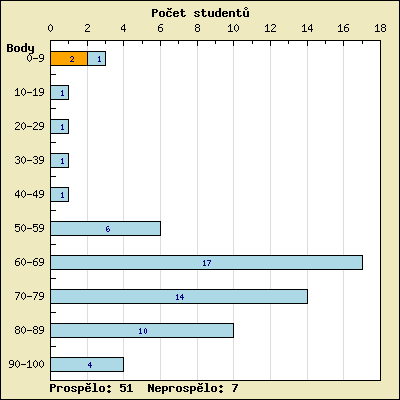 Počet studentů
0 2 4 6 8 10 12 14 16 18
Body
0-9 2 1
10-19 1
20-29 1
30-39 1
40-49 1
50-59 6
60-69 17
70-79 14
80-89 10
90-100 4
Prospělo: 51 Neprospělo: 7